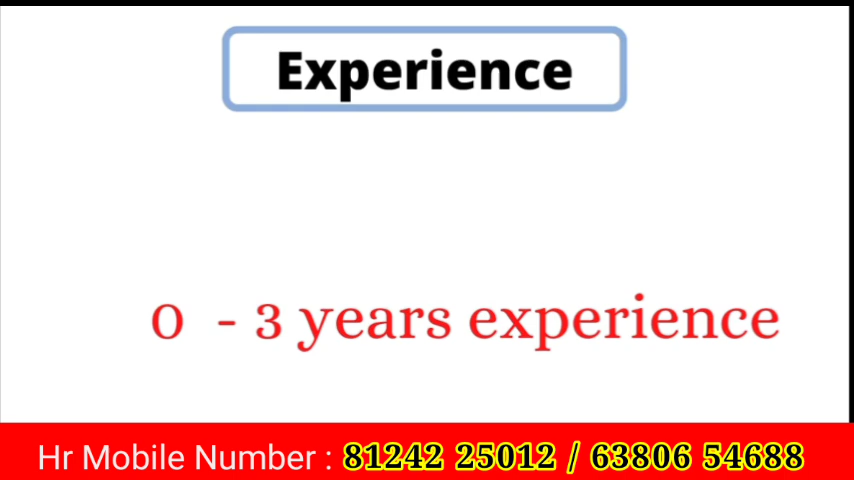 Experience
0 - 3 years experience
Hr Mobile Number : 81242 25012 / 63806 54688